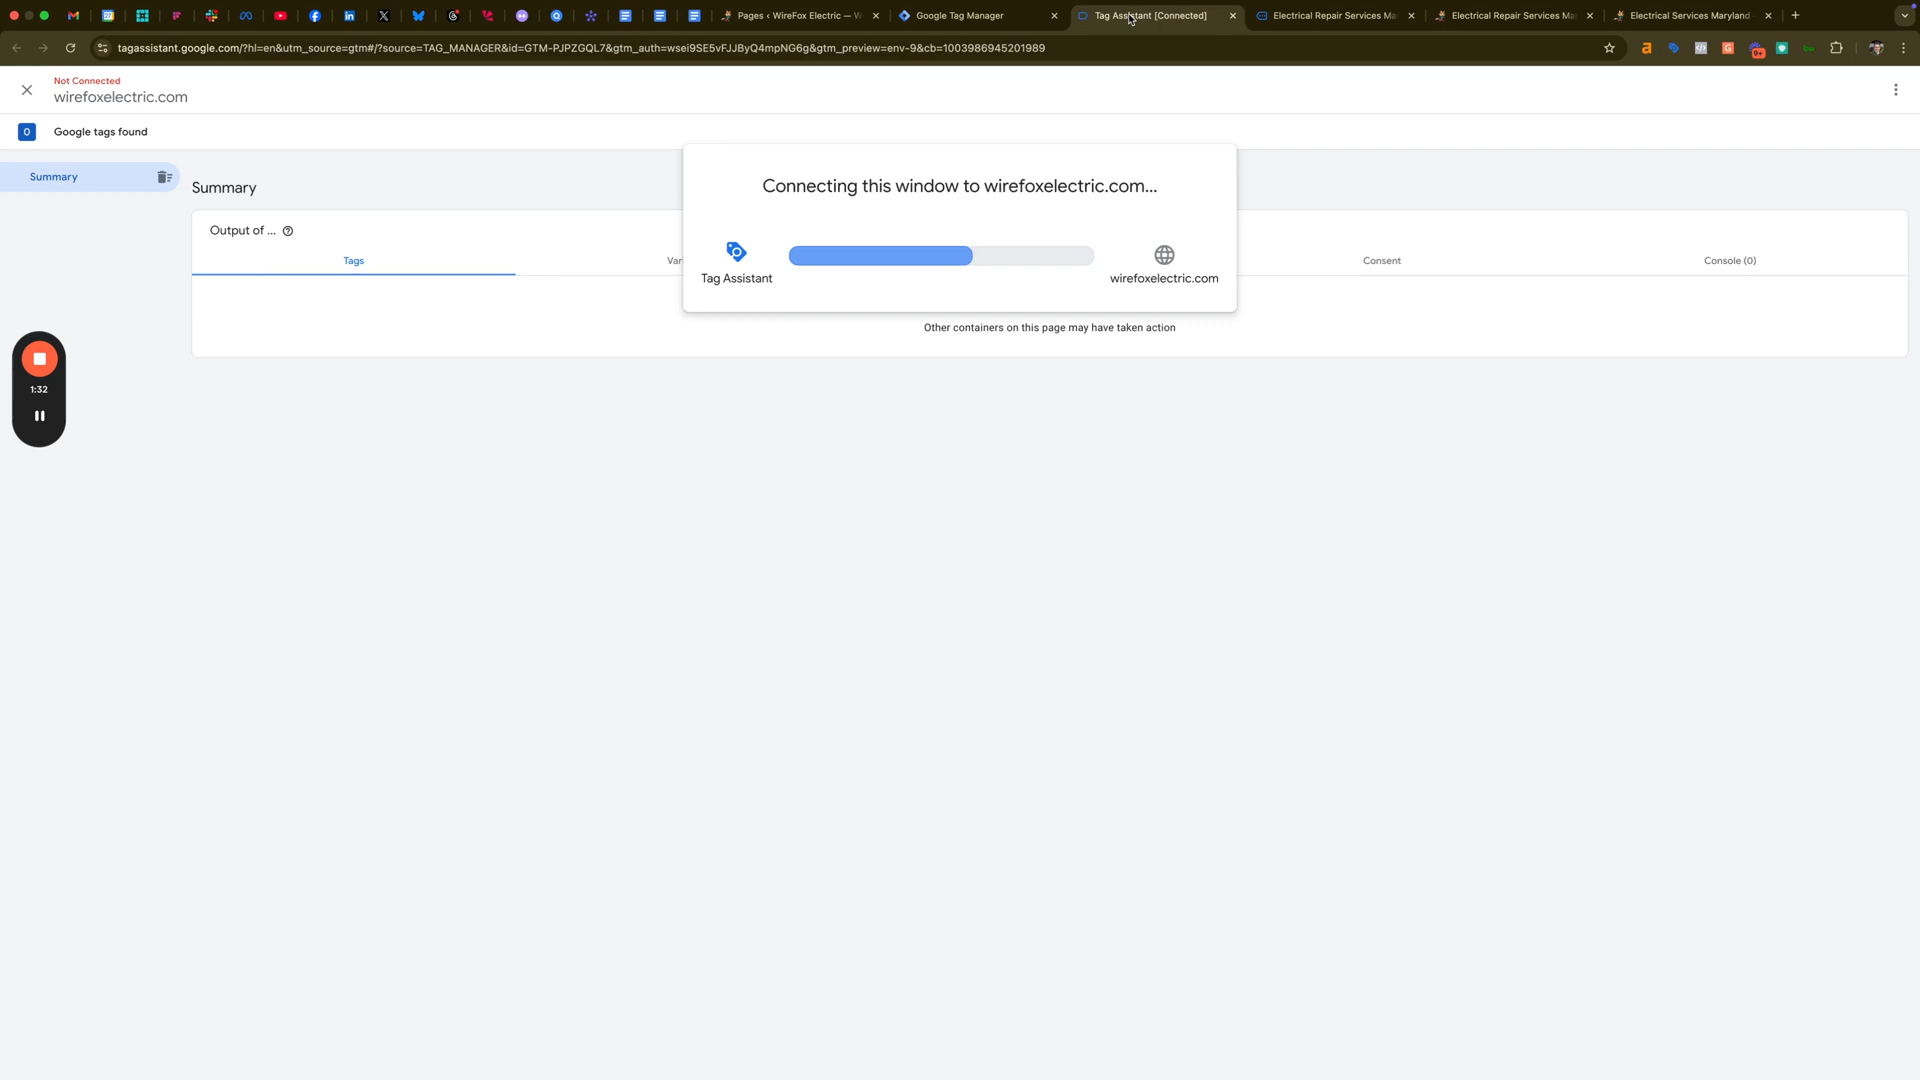 Pages ‹ WireFox Electric — W
Google Tag Manager
Tag Assistant [Connected]
Electrical Repair Services Ma
Electrical Repair Services Ma
Electrical Services Maryland
tagassistant.google.com/?hl=en&utm_source=gtm#/?source=TAG_MANAGER&id=GTM-PJPZGQL7&gtm_auth=wsei9SE5vFJJByQ4mpNG6g&gtm_preview=env-9&cb=1003986945201989
Not Connected
wirefoxelectric.com
0 Google tags found
Summary
Summary
Output of ...
Tags
Var
Consent
Console (0)
Connecting this window to wirefoxelectric.com...
Tag Assistant
wirefoxelectric.com
Other containers on this page may have taken action
1:32